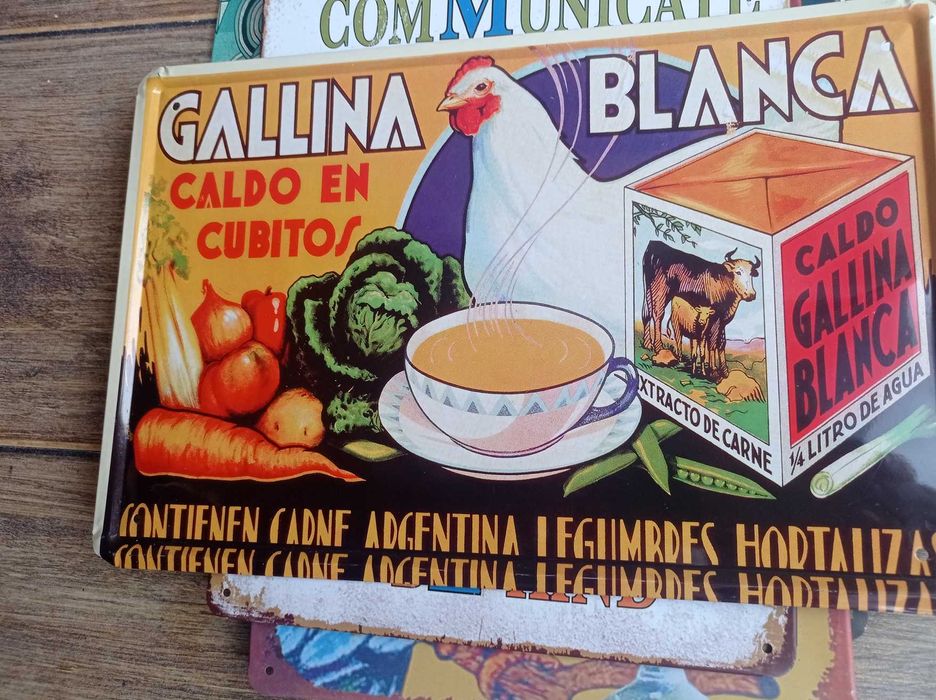 COMMUNICATE
GALLINA BLANCA
CALDO EN
CUBITOS
CALDO
GALLINA
BLANCA
EXTRACTO DE CARNE
1/4 LITRO DE AGUA
CONTIENEN CARNE ARGENTINA LEGUMBRES HORTALIZAS
CONTIENEN CARNE ARGENTINA LEGUMBRES HORTALIZAS